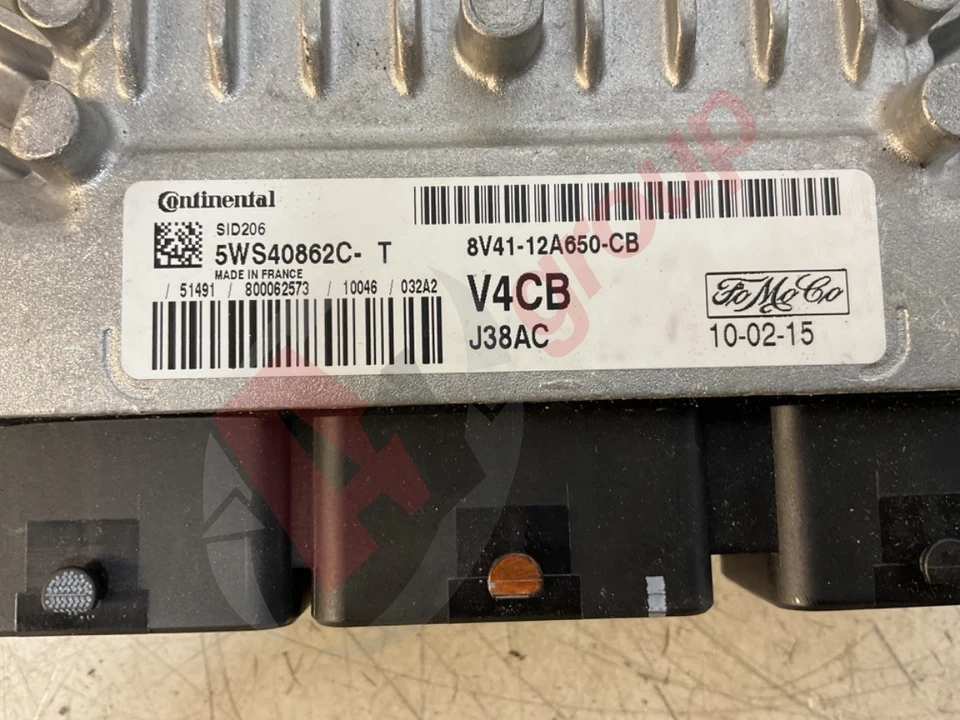 Continental
SID206
5WS40862C- T
MADE IN FRANCE
/ 51491 / 800062573 / 10046 / 032A2
8V41-12A650-CB
V4CB
J38AC
FoMoCo
10-02-15
group